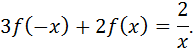 3f(−x) + 2f(x) = 2/x